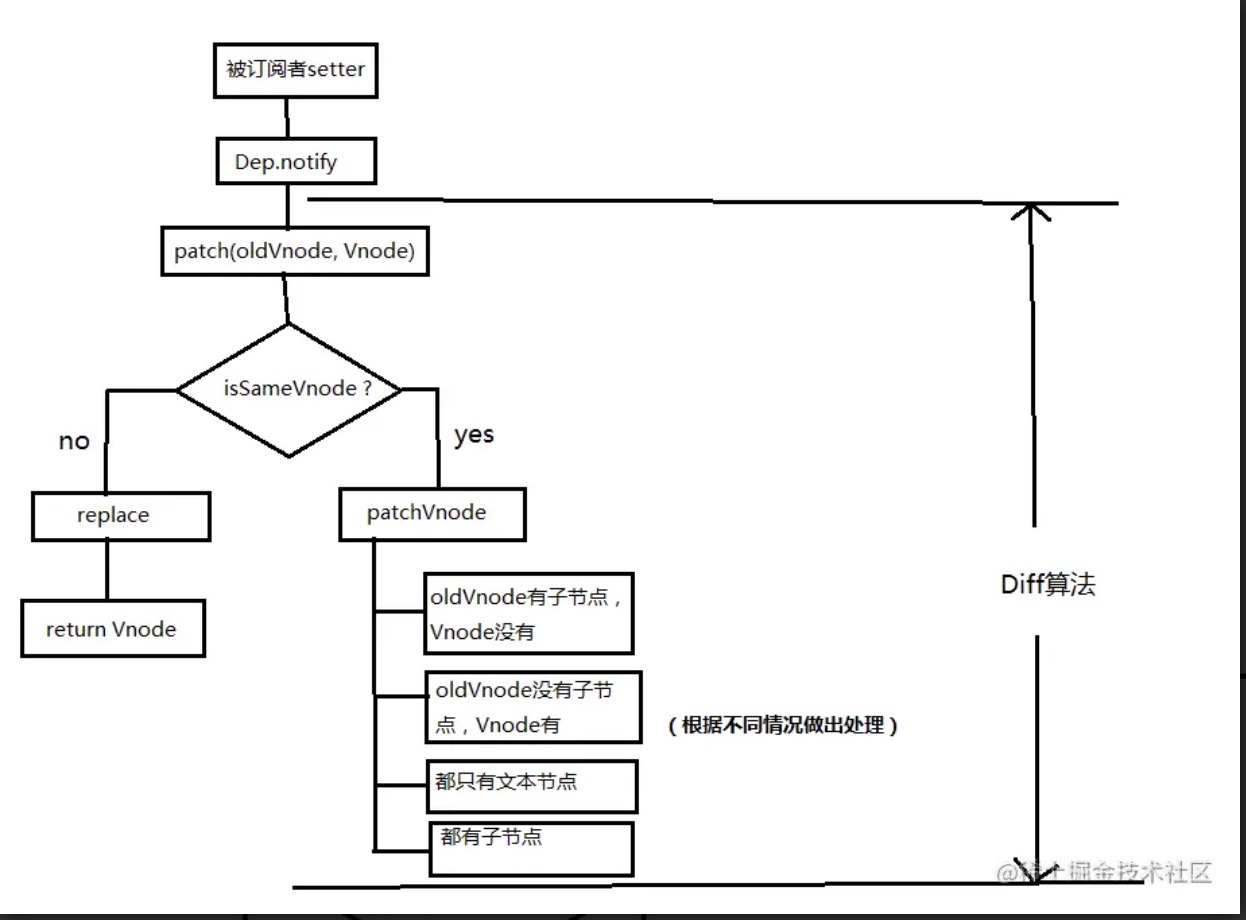 被订阅者setter
Dep.notify
patch(oldVnode, Vnode)
isSameVnode ?
no
yes
replace
patchVnode
return Vnode
oldVnode有子节点，
Vnode没有
oldVnode没有子节
点，Vnode有
（根据不同情况做出处理）
都只有文本节点
都有子节点
Diff算法
@稀土掘金技术社区